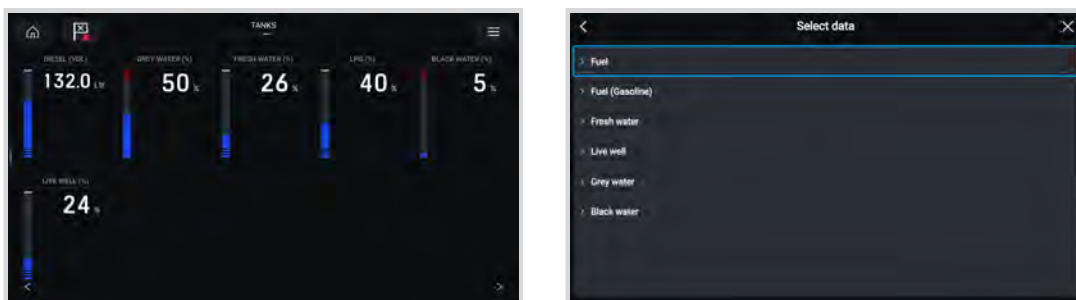 TANKS
DIESEL (VOL) GREY WATER (%) FRESH WATER (%) LPG (%) BLACK WATER (%)
132.0 Ltr 50 % 26 % 40 % 5 %
LIVE WELL (%)
24 %
Select data
Fuel
Fuel (Gasoline)
Fresh water
Live well
Grey water
Black water